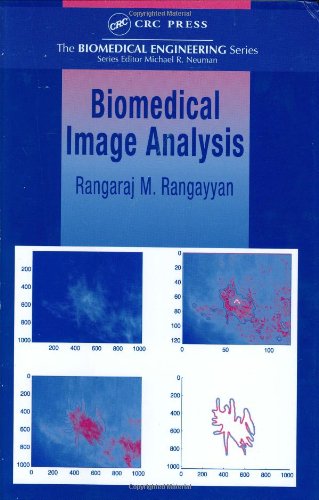 CRC
CRC PRESS
The BIOMEDICAL ENGINEERING Series
Series Editor Michael R. Neuman
Biomedical
Image Analysis
Rangaraj M. Rangayyan
200
400
600
800
1000
200 400 600 800 1000
0
20
40
60
80
100
120
0 50 100
0
200
400
600
800
1000
200 400 600 800 1000
0
200
400
600
800
1000
200 400 600 800 1000